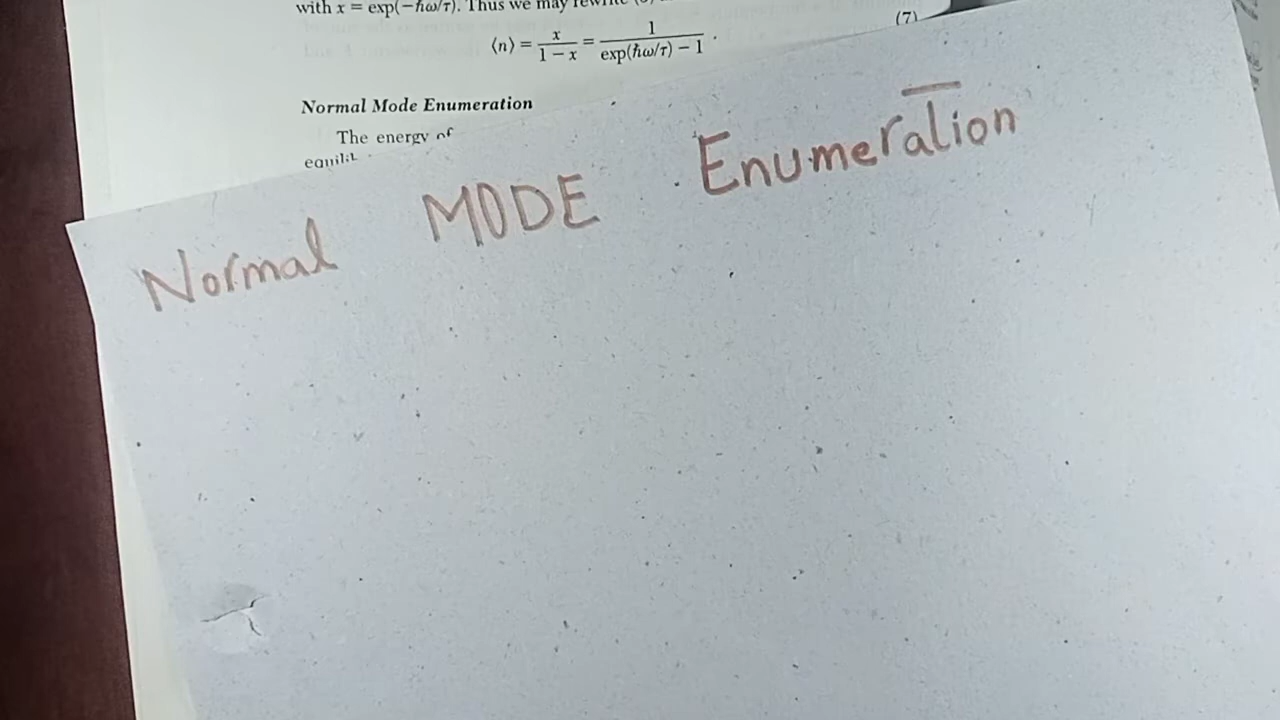 with x = exp(−ħω/τ). Thus we may rewrite
(7)
⟨n⟩ = x/(1 − x) = 1/(exp(ħω/τ) − 1) .
Normal Mode Enumeration
The energy of
Normal MODE Enumeration